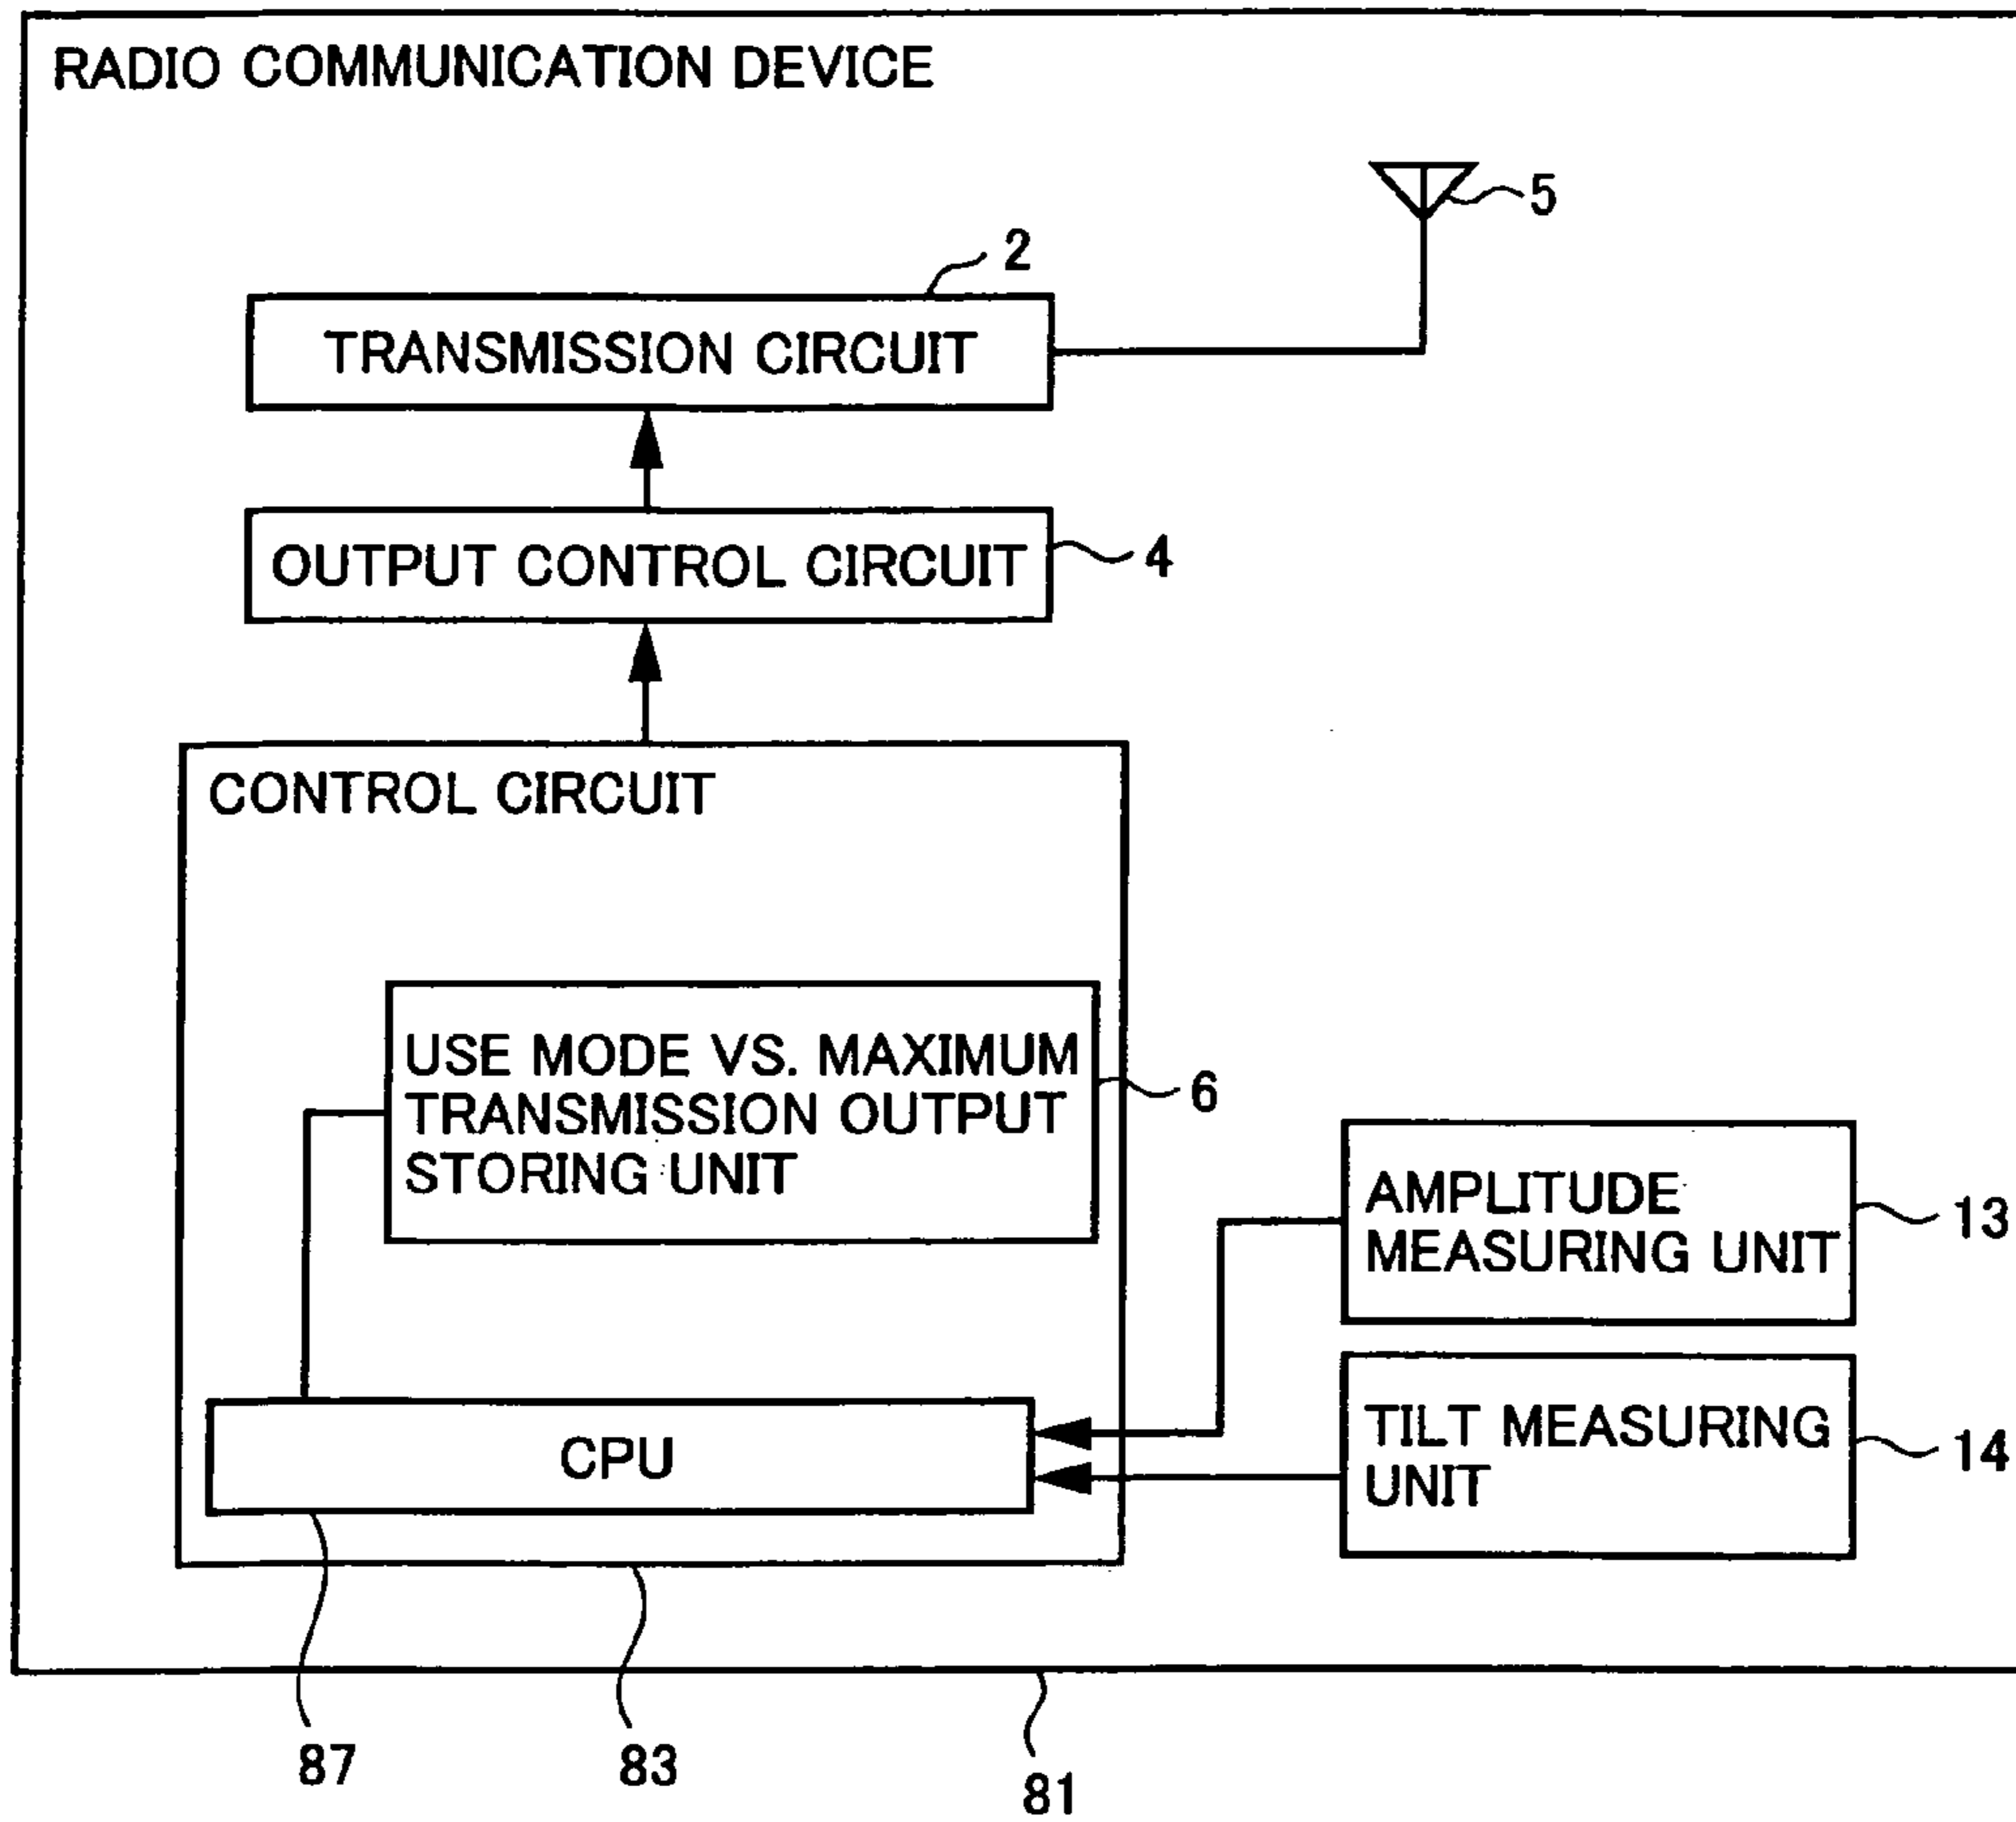 RADIO COMMUNICATION DEVICE
5
2
TRANSMISSION CIRCUIT
OUTPUT CONTROL CIRCUIT
4
CONTROL CIRCUIT
USE MODE VS. MAXIMUM
TRANSMISSION OUTPUT
STORING UNIT
6
AMPLITUDE
MEASURING UNIT
13
TILT MEASURING
UNIT
14
CPU
87
83
81